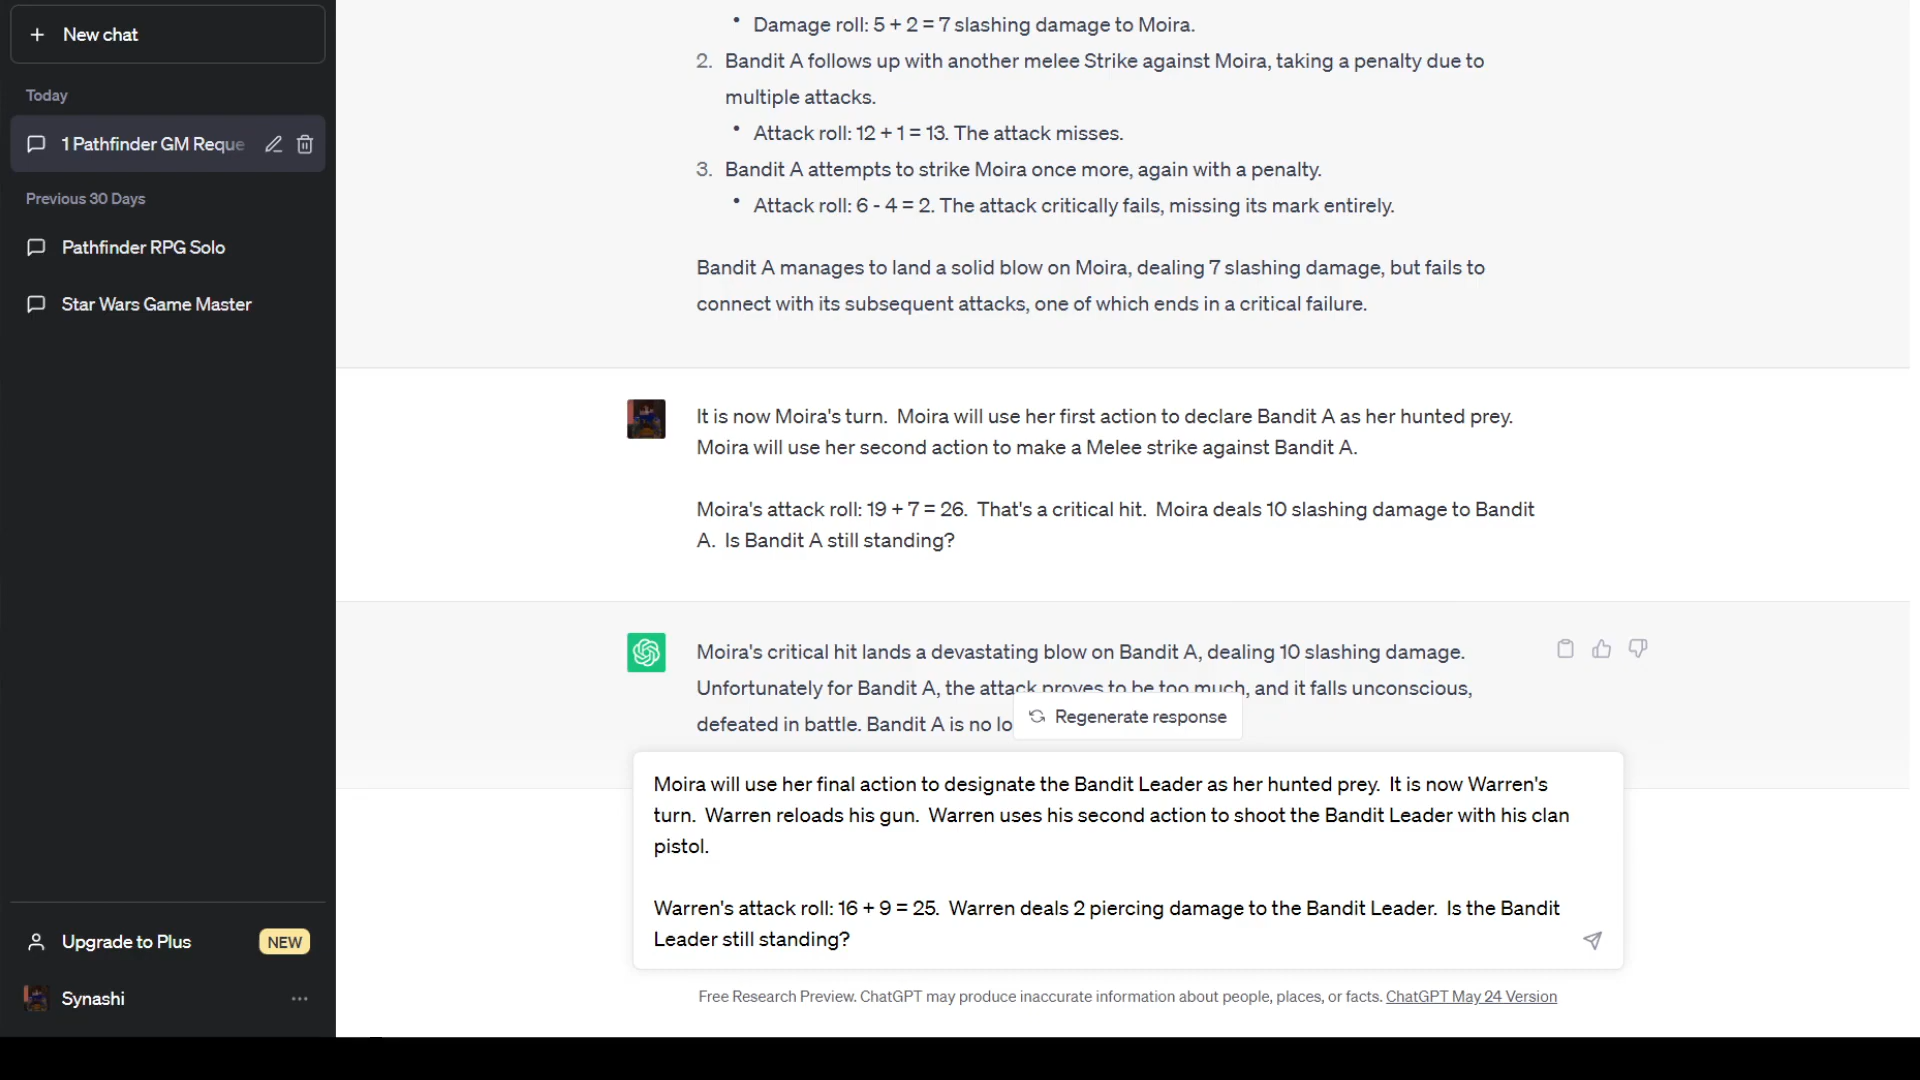 New chat
Today
1 Pathfinder GM Reque
Previous 30 Days
Pathfinder RPG Solo
Star Wars Game Master
Upgrade to Plus NEW
Synashi
• Damage roll: 5 + 2 = 7 slashing damage to Moira.
2. Bandit A follows up with another melee Strike against Moira, taking a penalty due to
multiple attacks.
• Attack roll: 12 + 1 = 13. The attack misses.
3. Bandit A attempts to strike Moira once more, again with a penalty.
• Attack roll: 6 - 4 = 2. The attack critically fails, missing its mark entirely.
Bandit A manages to land a solid blow on Moira, dealing 7 slashing damage, but fails to
connect with its subsequent attacks, one of which ends in a critical failure.
It is now Moira's turn.  Moira will use her first action to declare Bandit A as her hunted prey.
Moira will use her second action to make a Melee strike against Bandit A.
Moira's attack roll: 19 + 7 = 26.  That's a critical hit.  Moira deals 10 slashing damage to Bandit
A.  Is Bandit A still standing?
Moira's critical hit lands a devastating blow on Bandit A, dealing 10 slashing damage.
Unfortunately for Bandit A, the attack proves to be too much, and it falls unconscious,
defeated in battle. Bandit A is no lo
Regenerate response
Moira will use her final action to designate the Bandit Leader as her hunted prey.  It is now Warren's
turn.  Warren reloads his gun.  Warren uses his second action to shoot the Bandit Leader with his clan
pistol.
Warren's attack roll: 16 + 9 = 25.  Warren deals 2 piercing damage to the Bandit Leader.  Is the Bandit
Leader still standing?
Free Research Preview. ChatGPT may produce inaccurate information about people, places, or facts. ChatGPT May 24 Version